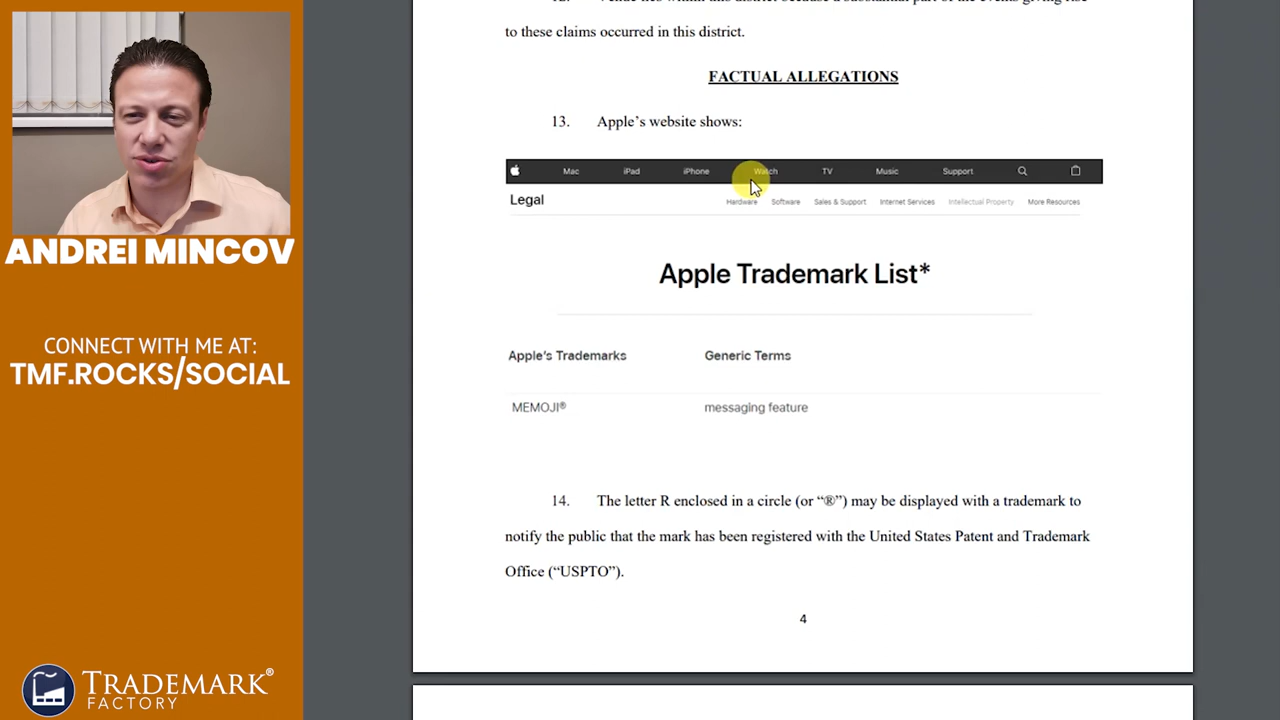 ANDREI MINCOV
CONNECT WITH ME AT:
TMF.ROCKS/SOCIAL
TRADEMARK®
FACTORY
to these claims occurred in this district.
FACTUAL ALLEGATIONS
13. Apple’s website shows:
Mac iPad iPhone Watch TV Music Support
Legal Hardware Software Sales & Support Internet Services Intellectual Property More Resources
Apple Trademark List*
Apple’s Trademarks Generic Terms
MEMOJI® messaging feature
14. The letter R enclosed in a circle (or “®”) may be displayed with a trademark to
notify the public that the mark has been registered with the United States Patent and Trademark
Office (“USPTO”).
4